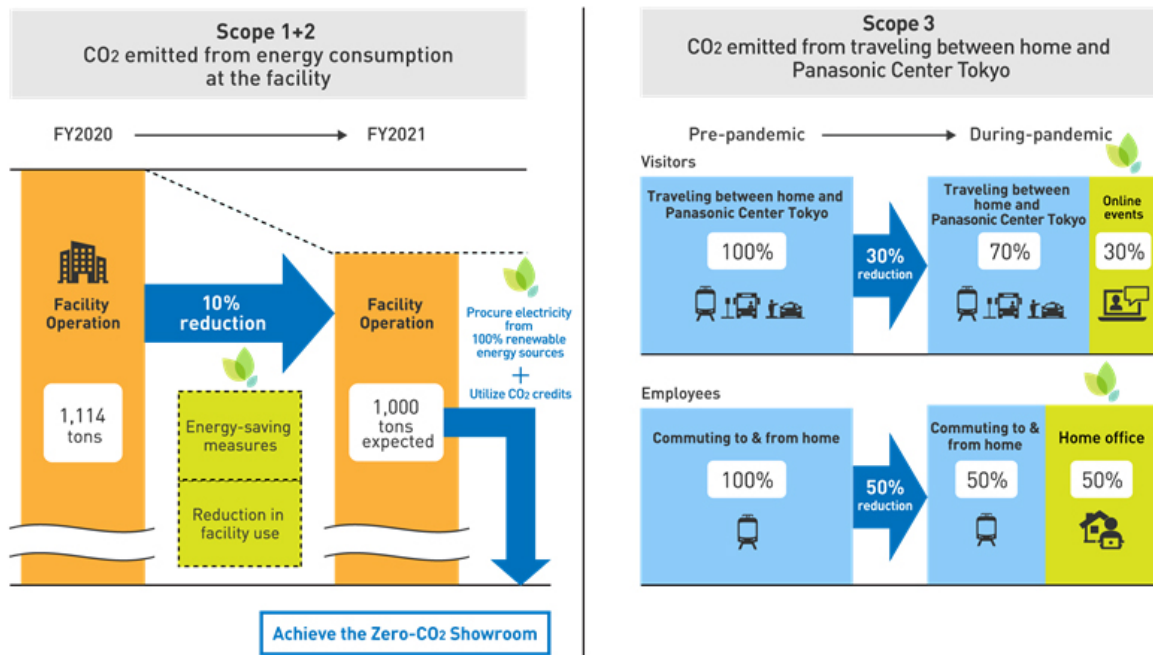 Scope 1+2
CO2 emitted from energy consumption
at the facility
FY2020
FY2021
Facility
Operation
1,114
tons
10%
reduction
Energy-saving
measures
Reduction in
facility use
Facility
Operation
1,000
tons
expected
Procure electricity
from
100% renewable
energy sources
+
Utilize CO2 credits
Achieve the Zero-CO2 Showroom
Scope 3
CO2 emitted from traveling between home and
Panasonic Center Tokyo
Pre-pandemic
During-pandemic
Visitors
Traveling between home and
Panasonic Center Tokyo
100%
30%
reduction
Traveling between
home and
Panasonic Center Tokyo
70%
Online
events
30%
Employees
Commuting to & from home
100%
50%
reduction
Commuting to &
from home
50%
Home office
50%